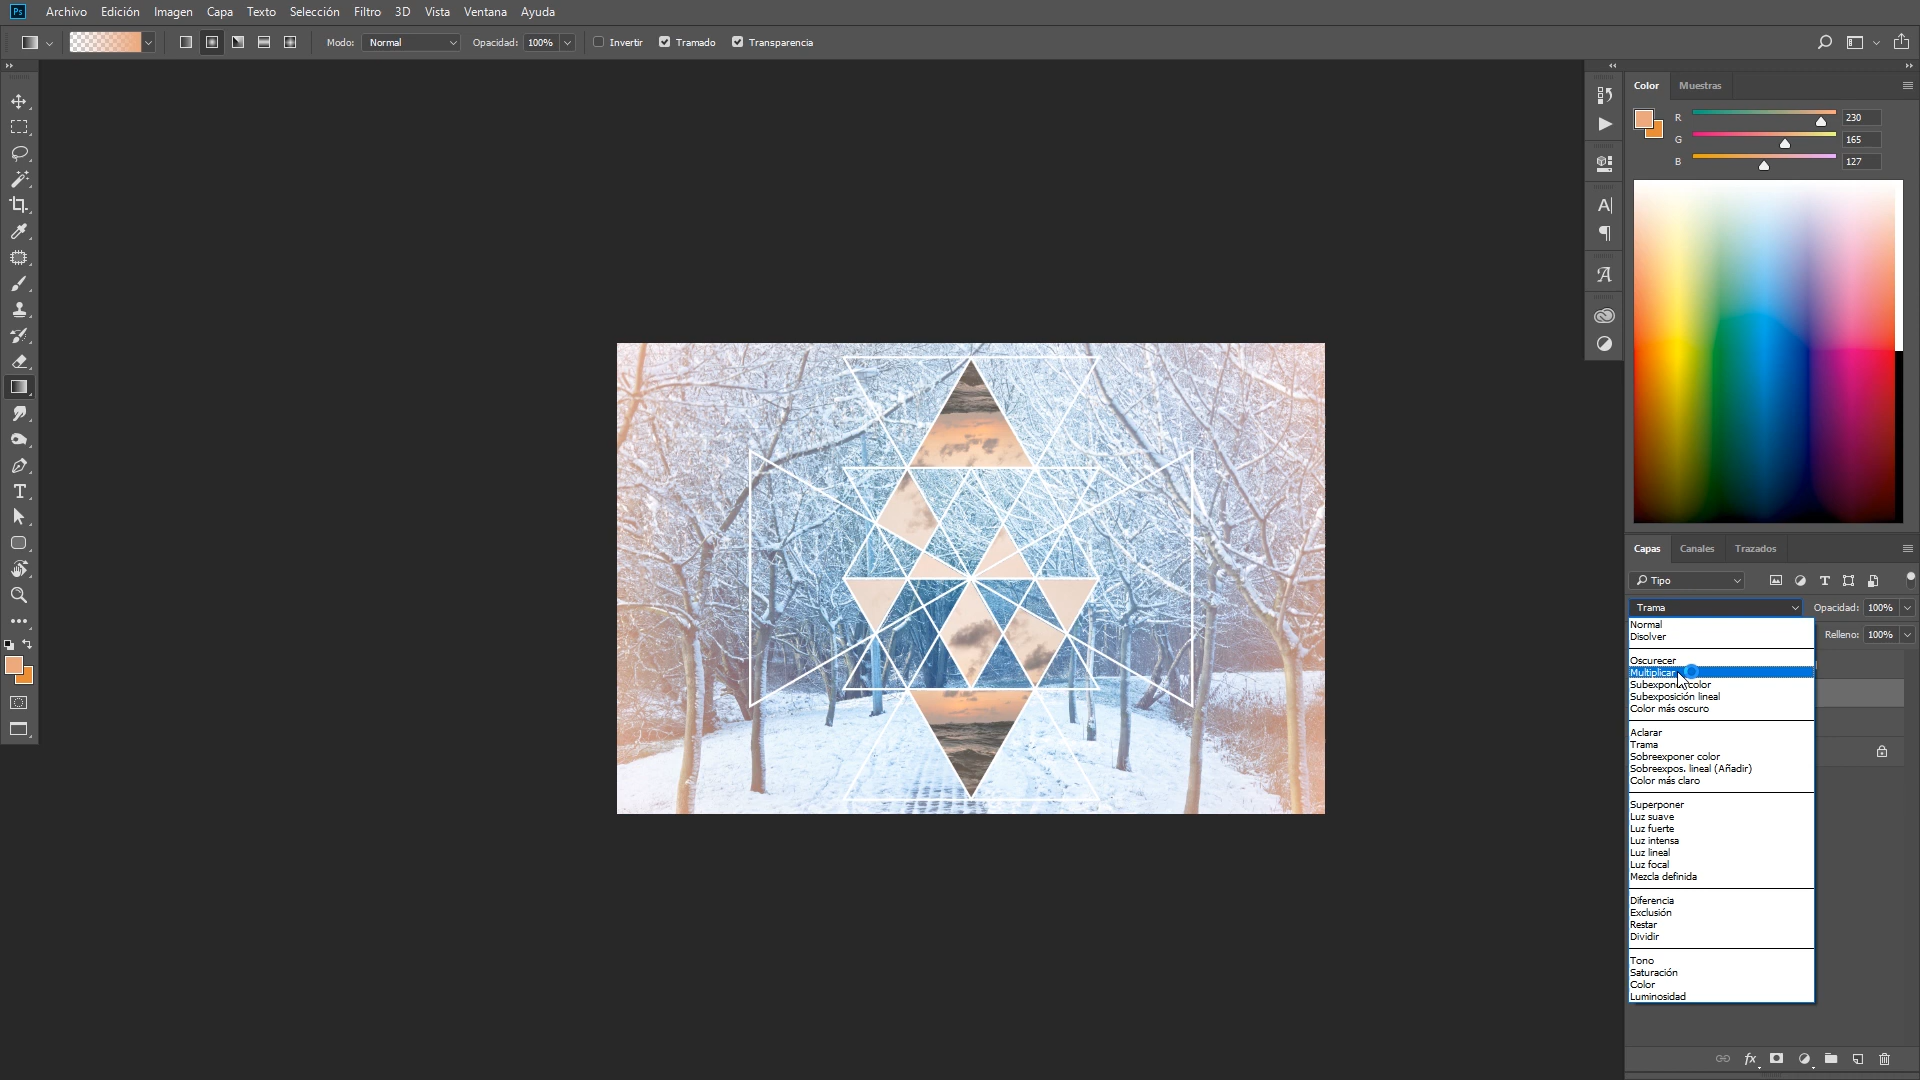 Ps Archivo Edición Imagen Capa Texto Selección Filtro 3D Vista Ventana Ayuda
Modo: Normal Opacidad: 100% Invertir Tramado Transparencia
Color Muestras
R 230
G 165
B 127
Capas Canales Trazados
Tipo
Trama Opacidad: 100%
Relleno: 100%
Normal
Disolver
Oscurecer
Multiplicar
Subexponer color
Subexposición lineal
Color más oscuro
Aclarar
Trama
Sobreexponer color
Sobreexpos. lineal (Añadir)
Color más claro
Superponer
Luz suave
Luz fuerte
Luz intensa
Luz lineal
Luz focal
Mezcla definida
Diferencia
Exclusión
Restar
Dividir
Tono
Saturación
Color
Luminosidad
fx